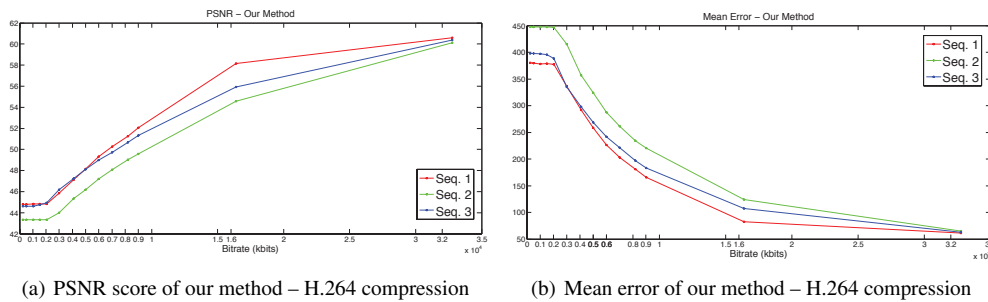 PSNR – Our Method
62
60
58
56
54
52
50
48
46
44
42
Seq. 1
Seq. 2
Seq. 3
0 0.1 0.2 0.3 0.4 0.5 0.6 0.7 0.8 0.9 1 1.5 1.6 2 2.5 3 3.1 3.5
Bitrate (kbits)
x 10⁴
(a) PSNR score of our method – H.264 compression
Mean Error – Our Method
450
400
350
300
250
200
150
100
50
Seq. 1
Seq. 2
Seq. 3
0 0.1 0.2 0.3 0.4 0.5 0.6 0.8 0.9 1.5 1.6 2 2.5 3 3.1 3.5
Bitrate (kbits)
x 10⁴
(b) Mean error of our method – H.264 compression